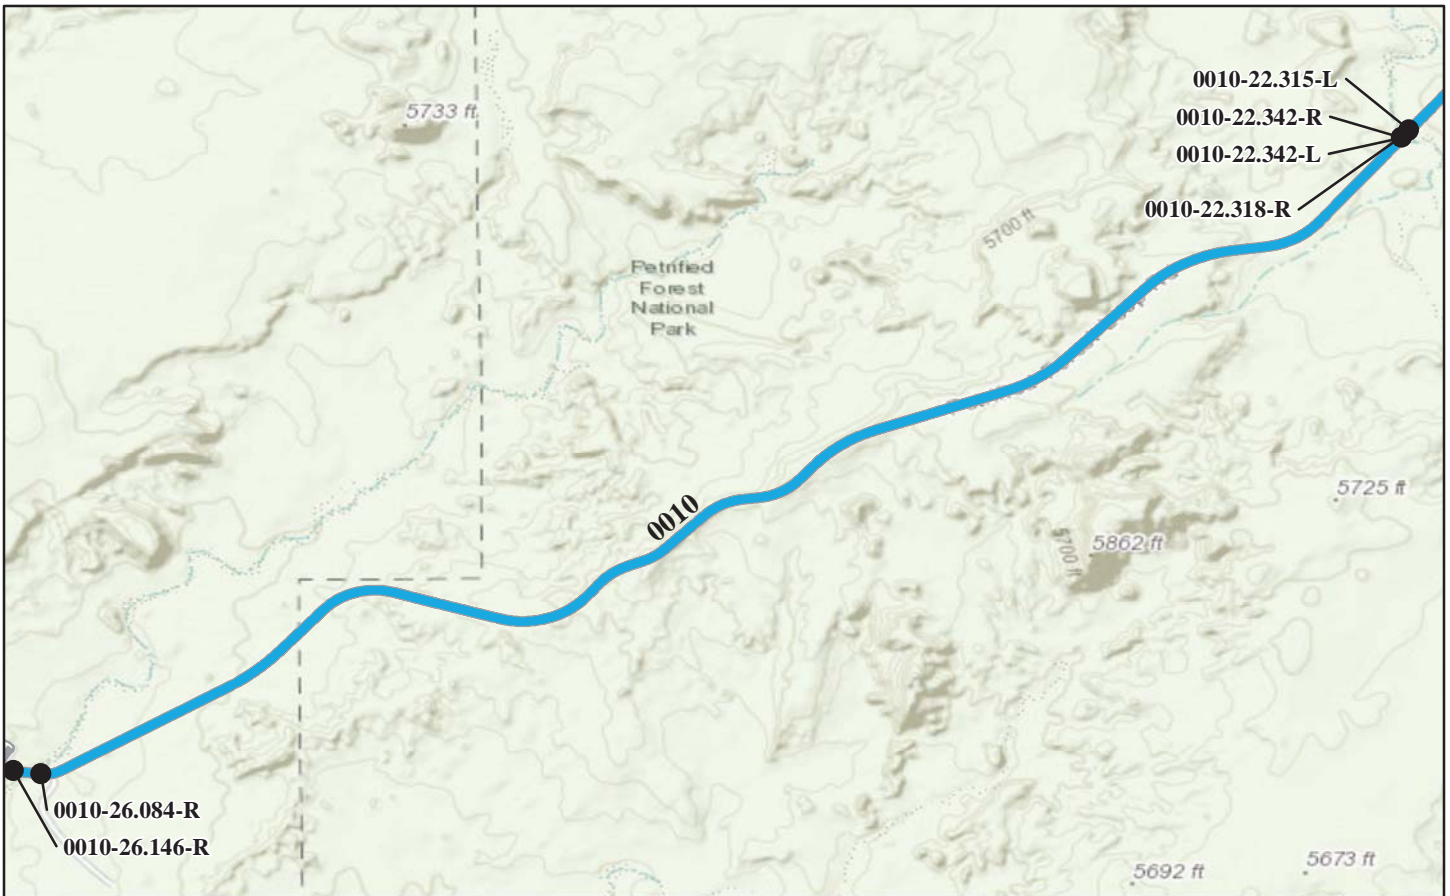 0010-22.315-L
5733 ft
0010-22.342-R
0010-22.342-L
0010-22.318-R
5700 ft
Petrified
Forest
National
Park
5725 ft
0010
5862 ft
5700 ft
0010-26.084-R
0010-26.146-R
5673 ft
5692 ft